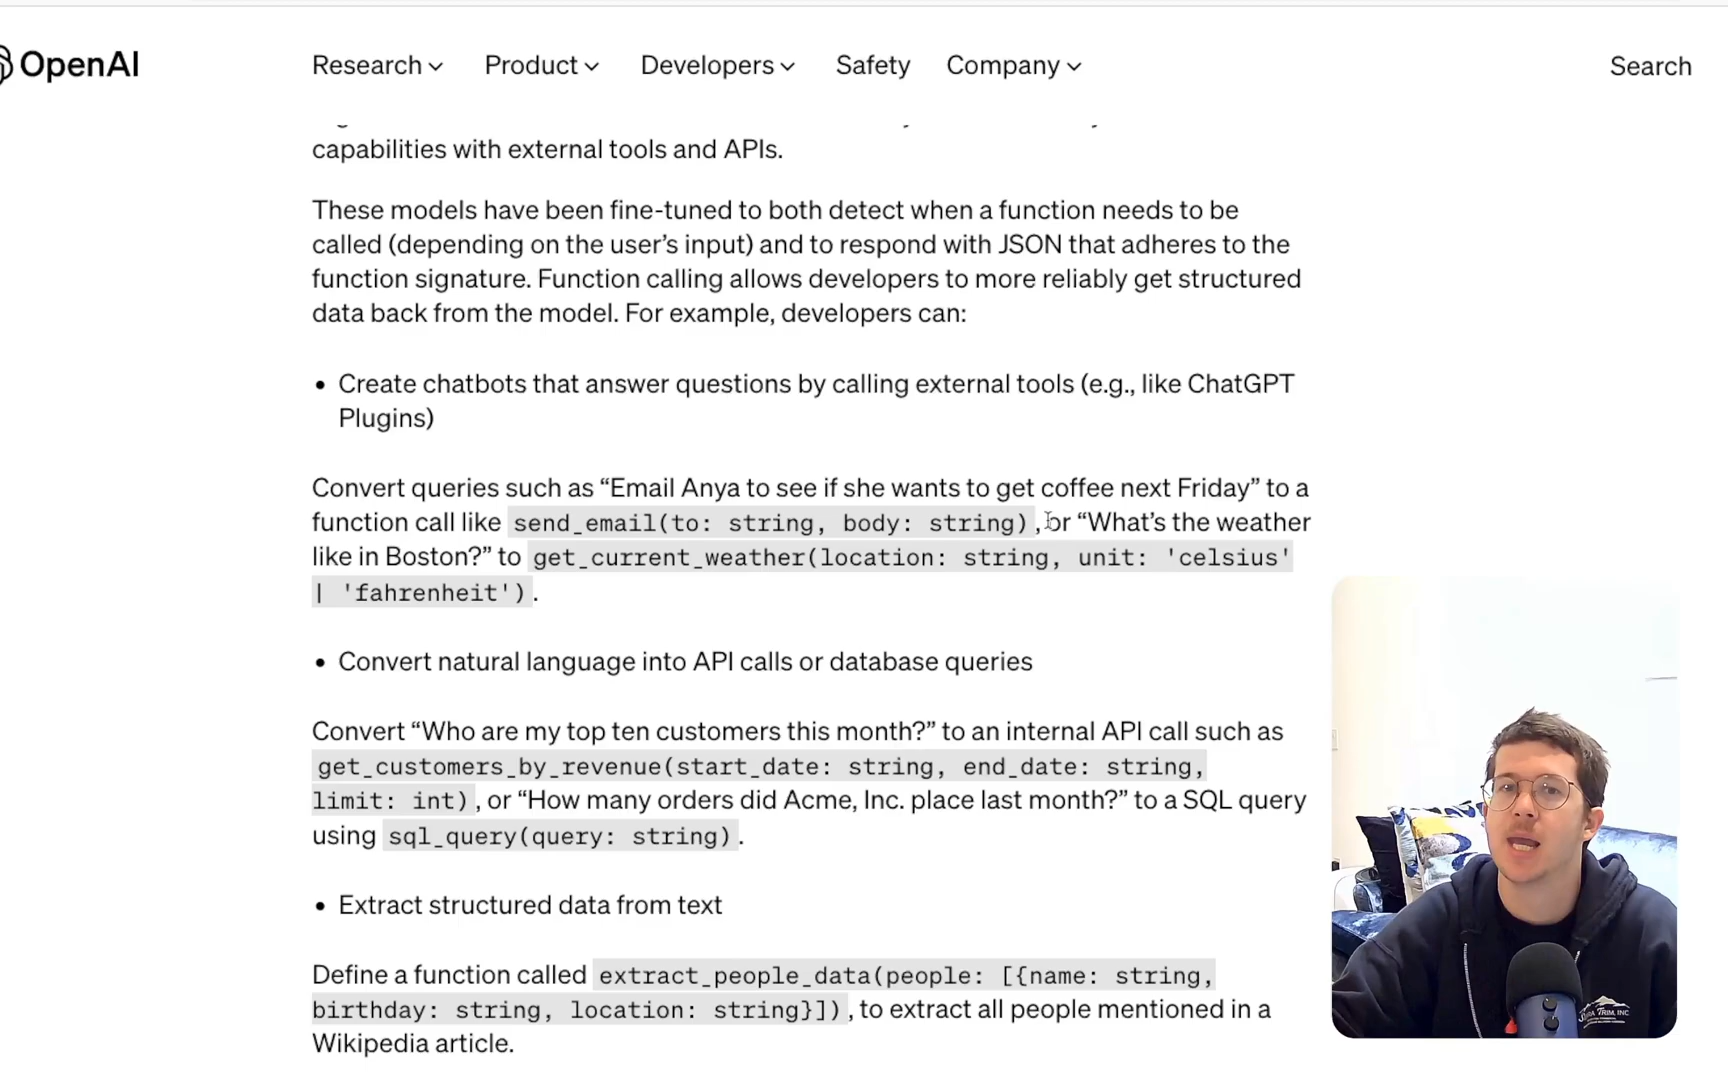 OpenAI
Research Product Developers Safety Company Search
capabilities with external tools and APIs.
These models have been fine-tuned to both detect when a function needs to be
called (depending on the user’s input) and to respond with JSON that adheres to the
function signature. Function calling allows developers to more reliably get structured
data back from the model. For example, developers can:
• Create chatbots that answer questions by calling external tools (e.g., like ChatGPT
Plugins)
Convert queries such as “Email Anya to see if she wants to get coffee next Friday” to a
function call like send_email(to: string, body: string), or “What’s the weather
like in Boston?” to get_current_weather(location: string, unit: 'celsius'
| 'fahrenheit').
• Convert natural language into API calls or database queries
Convert “Who are my top ten customers this month?” to an internal API call such as
get_customers_by_revenue(start_date: string, end_date: string,
limit: int), or “How many orders did Acme, Inc. place last month?” to a SQL query
using sql_query(query: string).
• Extract structured data from text
Define a function called extract_people_data(people: [{name: string,
birthday: string, location: string}]), to extract all people mentioned in a
Wikipedia article.
TRIM, INC